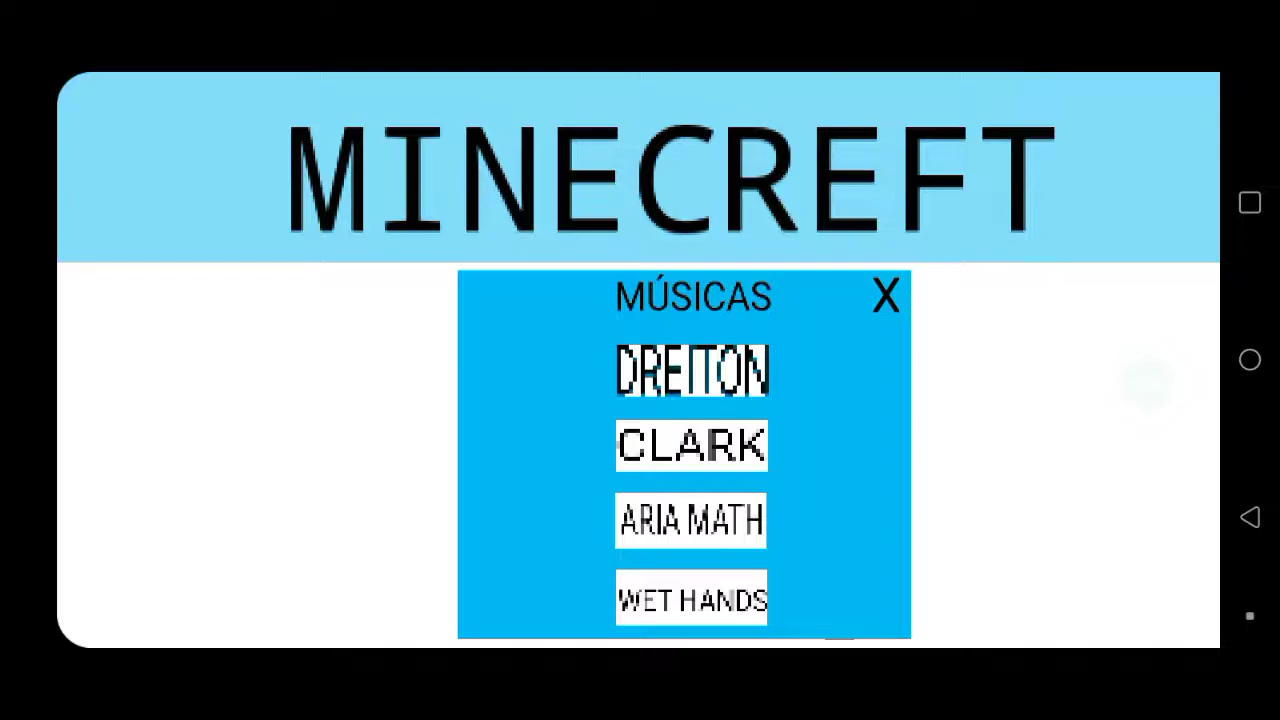 MINECREFT
MÚSICAS X
DREITON
CLARK
ARIA MATH
WET HANDS